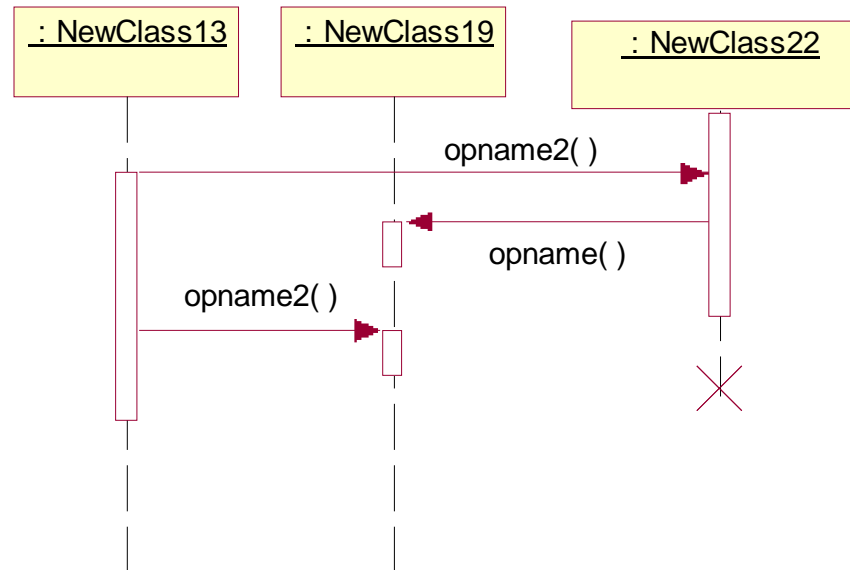 : NewClass13
: NewClass19
: NewClass22
opname2( )
opname( )
opname2( )